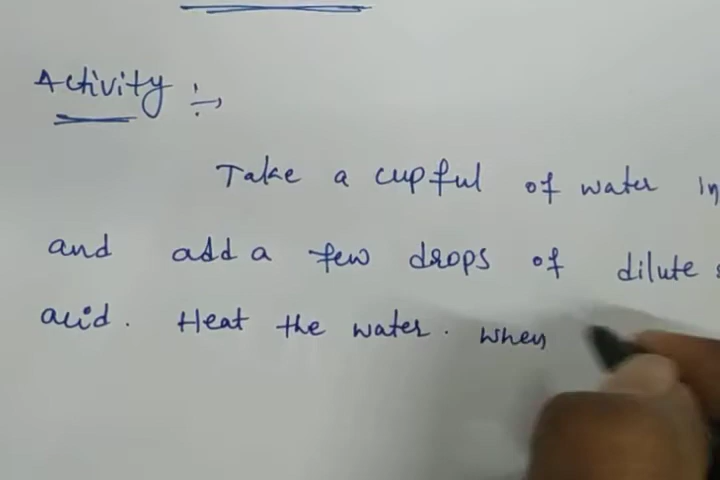 Activity :→
Take a cupful of water in
and add a few drops of dilute
acid. Heat the water. When